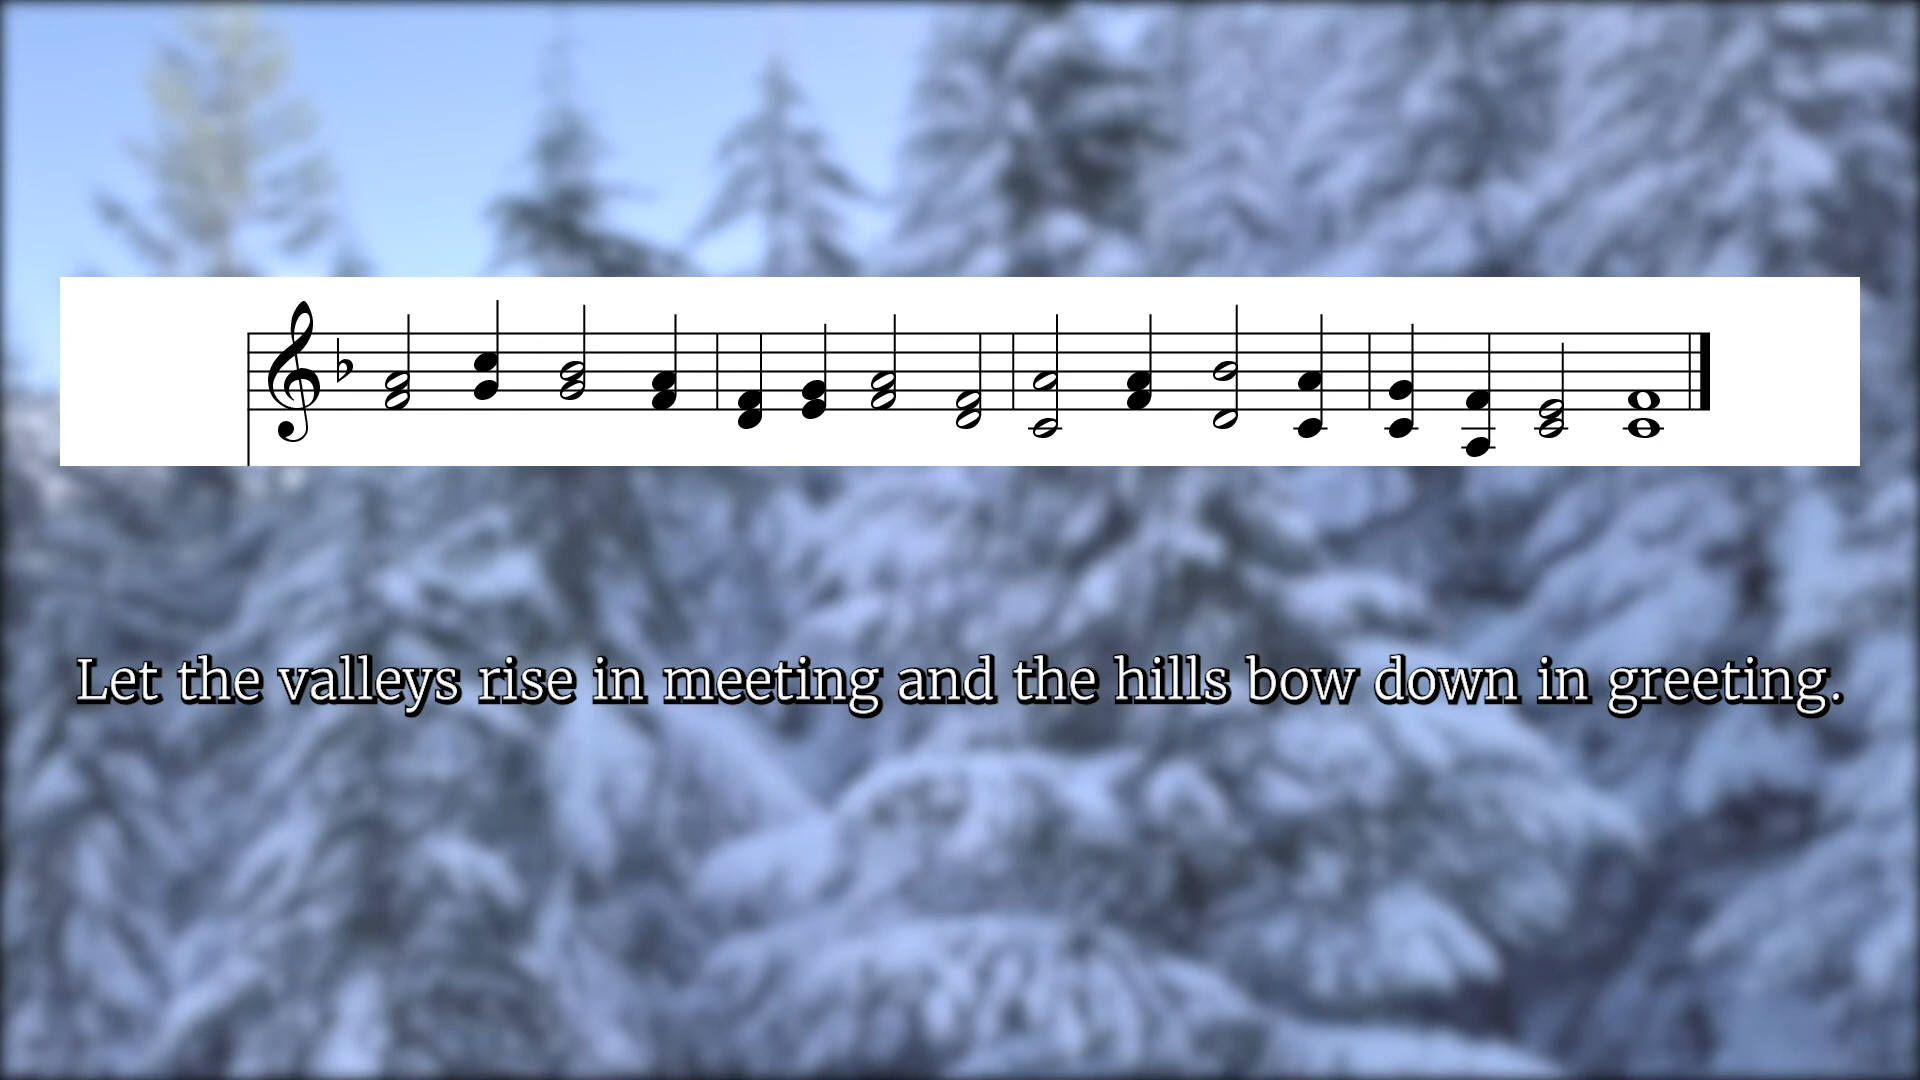 Let the valleys rise in meeting and the hills bow down in greeting.